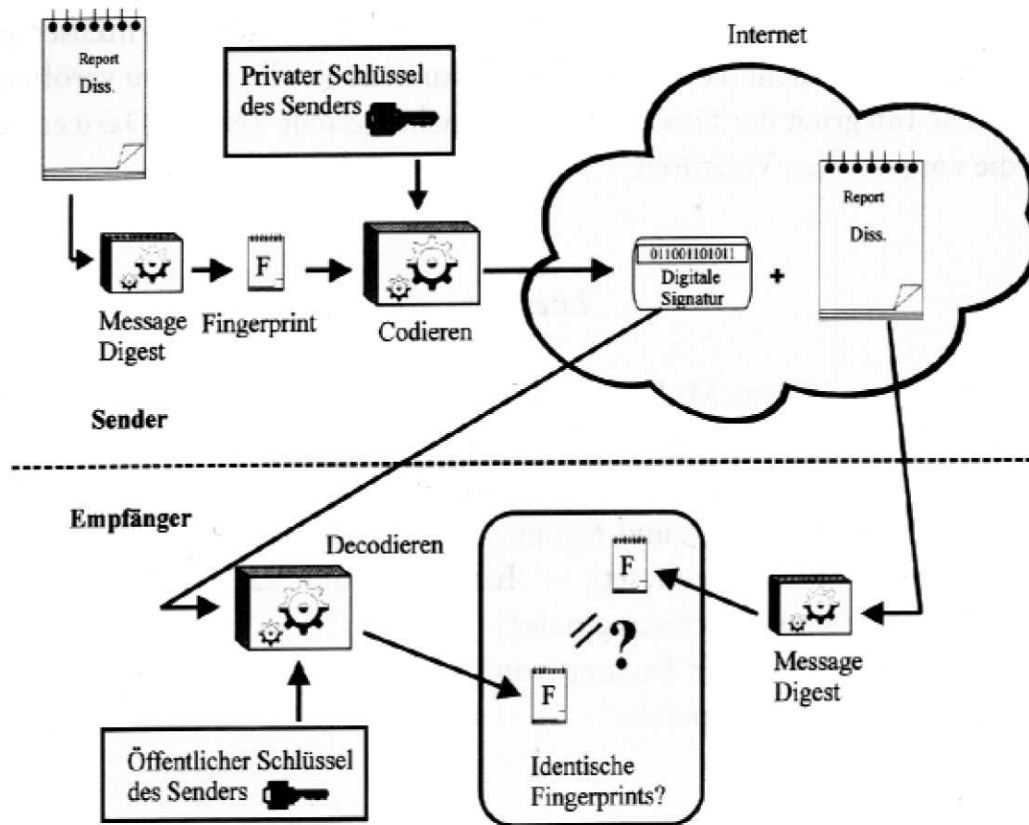 Report
Diss.
Privater Schlüssel
des Senders
Internet
Report
Diss.
011001101011
Digitale
Signatur
+
F
Message
Digest
Fingerprint
Codieren
Sender
Empfänger
Decodieren
F
=?
F
Message
Digest
Öffentlicher Schlüssel
des Senders
Identische
Fingerprints?